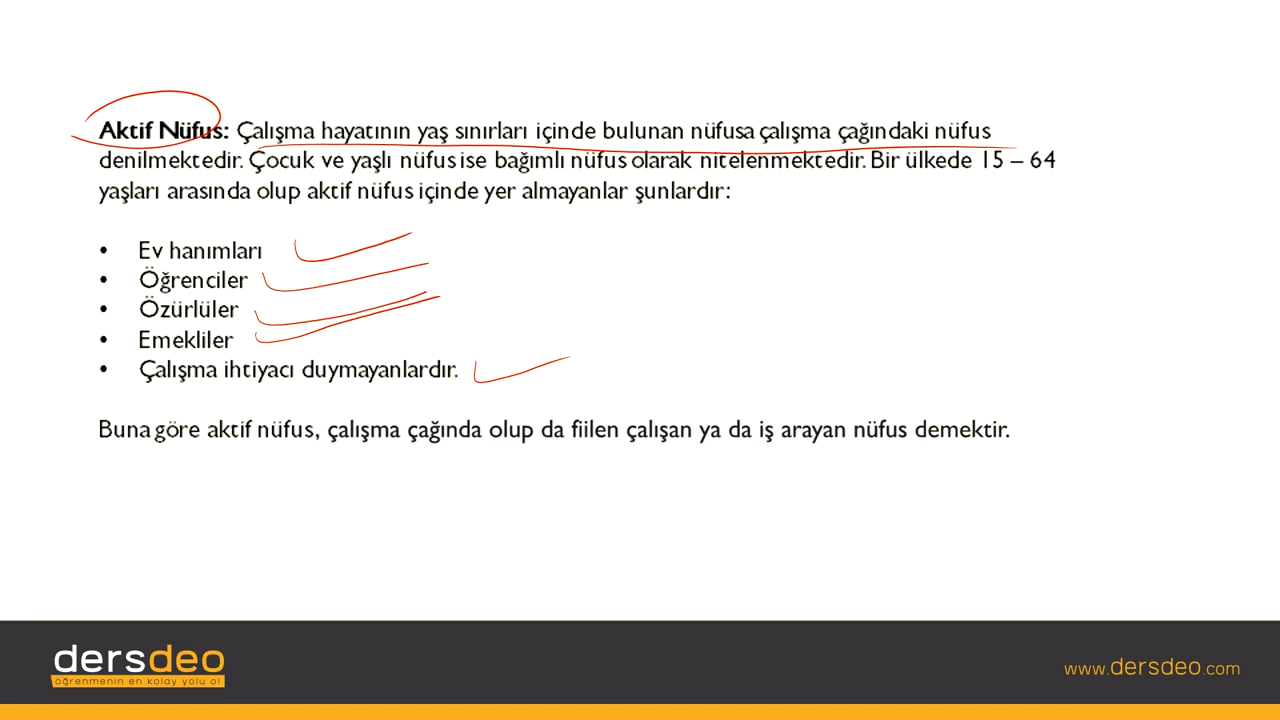 Aktif Nüfus: Çalışma hayatının yaş sınırları içinde bulunan nüfusa çalışma çağındaki nüfus
denilmektedir. Çocuk ve yaşlı nüfus ise bağımlı nüfus olarak nitelenmektedir. Bir ülkede 15 – 64
yaşları arasında olup aktif nüfus içinde yer almayanlar şunlardır:
• Ev hanımları
• Öğrenciler
• Özürlüler
• Emekliler
• Çalışma ihtiyacı duymayanlardır.
Buna göre aktif nüfus, çalışma çağında olup da fiilen çalışan ya da iş arayan nüfus demektir.
dersdeo
öğrenmenin en kolay yolu o!
www.dersdeo.com